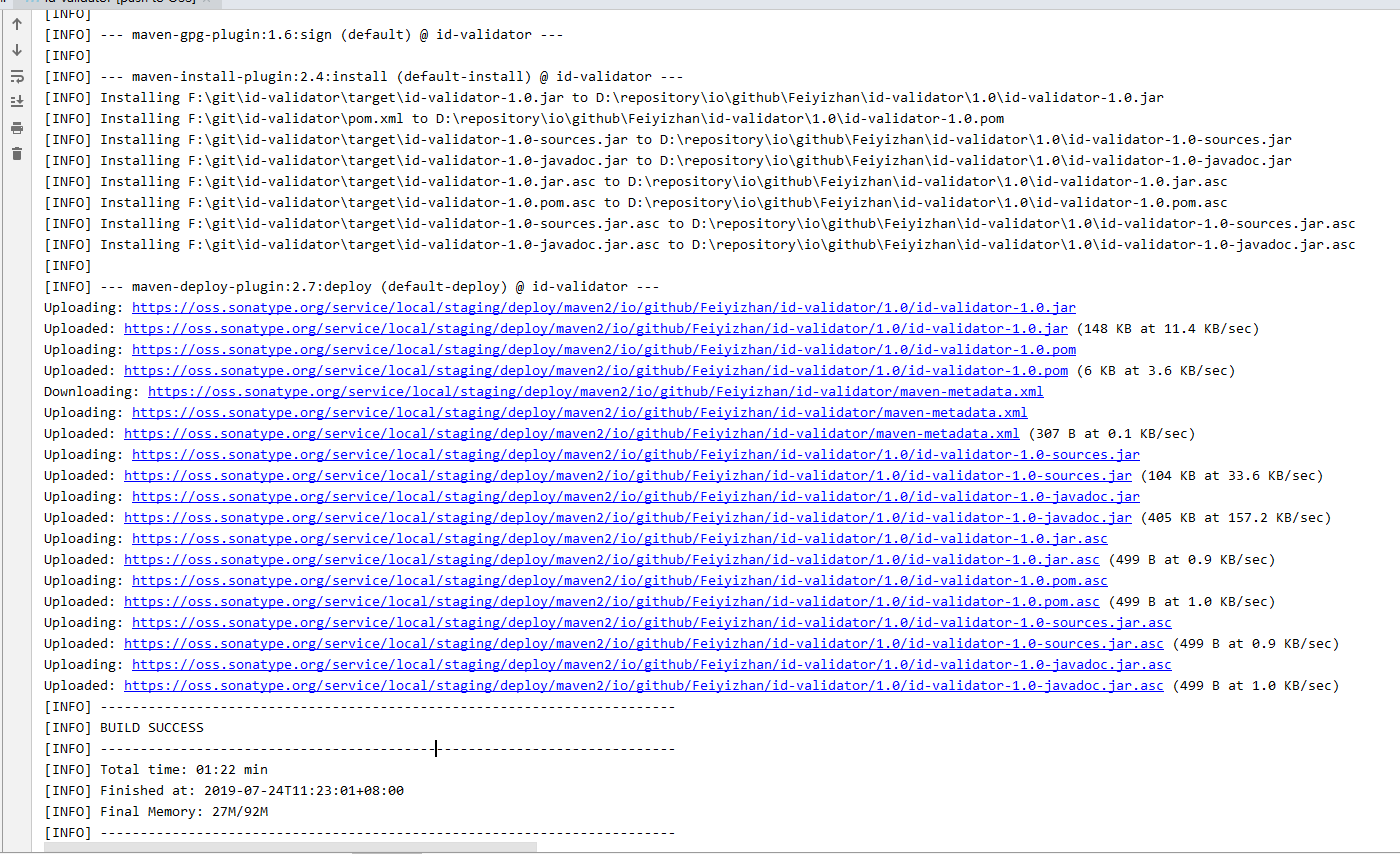 id-validator [push to Oss]
[INFO]
[INFO] --- maven-gpg-plugin:1.6:sign (default) @ id-validator ---
[INFO]
[INFO] --- maven-install-plugin:2.4:install (default-install) @ id-validator ---
[INFO] Installing F:\git\id-validator\target\id-validator-1.0.jar to D:\repository\io\github\Feiyizhan\id-validator\1.0\id-validator-1.0.jar
[INFO] Installing F:\git\id-validator\pom.xml to D:\repository\io\github\Feiyizhan\id-validator\1.0\id-validator-1.0.pom
[INFO] Installing F:\git\id-validator\target\id-validator-1.0-sources.jar to D:\repository\io\github\Feiyizhan\id-validator\1.0\id-validator-1.0-sources.jar
[INFO] Installing F:\git\id-validator\target\id-validator-1.0-javadoc.jar to D:\repository\io\github\Feiyizhan\id-validator\1.0\id-validator-1.0-javadoc.jar
[INFO] Installing F:\git\id-validator\target\id-validator-1.0.jar.asc to D:\repository\io\github\Feiyizhan\id-validator\1.0\id-validator-1.0.jar.asc
[INFO] Installing F:\git\id-validator\target\id-validator-1.0.pom.asc to D:\repository\io\github\Feiyizhan\id-validator\1.0\id-validator-1.0.pom.asc
[INFO] Installing F:\git\id-validator\target\id-validator-1.0-sources.jar.asc to D:\repository\io\github\Feiyizhan\id-validator\1.0\id-validator-1.0-sources.jar.asc
[INFO] Installing F:\git\id-validator\target\id-validator-1.0-javadoc.jar.asc to D:\repository\io\github\Feiyizhan\id-validator\1.0\id-validator-1.0-javadoc.jar.asc
[INFO]
[INFO] --- maven-deploy-plugin:2.7:deploy (default-deploy) @ id-validator ---
Uploading: https://oss.sonatype.org/service/local/staging/deploy/maven2/io/github/Feiyizhan/id-validator/1.0/id-validator-1.0.jar
Uploaded: https://oss.sonatype.org/service/local/staging/deploy/maven2/io/github/Feiyizhan/id-validator/1.0/id-validator-1.0.jar (148 KB at 11.4 KB/sec)
Uploading: https://oss.sonatype.org/service/local/staging/deploy/maven2/io/github/Feiyizhan/id-validator/1.0/id-validator-1.0.pom
Uploaded: https://oss.sonatype.org/service/local/staging/deploy/maven2/io/github/Feiyizhan/id-validator/1.0/id-validator-1.0.pom (6 KB at 3.6 KB/sec)
Downloading: https://oss.sonatype.org/service/local/staging/deploy/maven2/io/github/Feiyizhan/id-validator/maven-metadata.xml
Uploading: https://oss.sonatype.org/service/local/staging/deploy/maven2/io/github/Feiyizhan/id-validator/maven-metadata.xml
Uploaded: https://oss.sonatype.org/service/local/staging/deploy/maven2/io/github/Feiyizhan/id-validator/maven-metadata.xml (307 B at 0.1 KB/sec)
Uploading: https://oss.sonatype.org/service/local/staging/deploy/maven2/io/github/Feiyizhan/id-validator/1.0/id-validator-1.0-sources.jar
Uploaded: https://oss.sonatype.org/service/local/staging/deploy/maven2/io/github/Feiyizhan/id-validator/1.0/id-validator-1.0-sources.jar (104 KB at 33.6 KB/sec)
Uploading: https://oss.sonatype.org/service/local/staging/deploy/maven2/io/github/Feiyizhan/id-validator/1.0/id-validator-1.0-javadoc.jar
Uploaded: https://oss.sonatype.org/service/local/staging/deploy/maven2/io/github/Feiyizhan/id-validator/1.0/id-validator-1.0-javadoc.jar (405 KB at 157.2 KB/sec)
Uploading: https://oss.sonatype.org/service/local/staging/deploy/maven2/io/github/Feiyizhan/id-validator/1.0/id-validator-1.0.jar.asc
Uploaded: https://oss.sonatype.org/service/local/staging/deploy/maven2/io/github/Feiyizhan/id-validator/1.0/id-validator-1.0.jar.asc (499 B at 0.9 KB/sec)
Uploading: https://oss.sonatype.org/service/local/staging/deploy/maven2/io/github/Feiyizhan/id-validator/1.0/id-validator-1.0.pom.asc
Uploaded: https://oss.sonatype.org/service/local/staging/deploy/maven2/io/github/Feiyizhan/id-validator/1.0/id-validator-1.0.pom.asc (499 B at 1.0 KB/sec)
Uploading: https://oss.sonatype.org/service/local/staging/deploy/maven2/io/github/Feiyizhan/id-validator/1.0/id-validator-1.0-sources.jar.asc
Uploaded: https://oss.sonatype.org/service/local/staging/deploy/maven2/io/github/Feiyizhan/id-validator/1.0/id-validator-1.0-sources.jar.asc (499 B at 0.9 KB/sec)
Uploading: https://oss.sonatype.org/service/local/staging/deploy/maven2/io/github/Feiyizhan/id-validator/1.0/id-validator-1.0-javadoc.jar.asc
Uploaded: https://oss.sonatype.org/service/local/staging/deploy/maven2/io/github/Feiyizhan/id-validator/1.0/id-validator-1.0-javadoc.jar.asc (499 B at 1.0 KB/sec)
[INFO] ------------------------------------------------------------------------
[INFO] BUILD SUCCESS
[INFO] ------------------------------------------------------------------------
[INFO] Total time: 01:22 min
[INFO] Finished at: 2019-07-24T11:23:01+08:00
[INFO] Final Memory: 27M/92M
[INFO] ------------------------------------------------------------------------